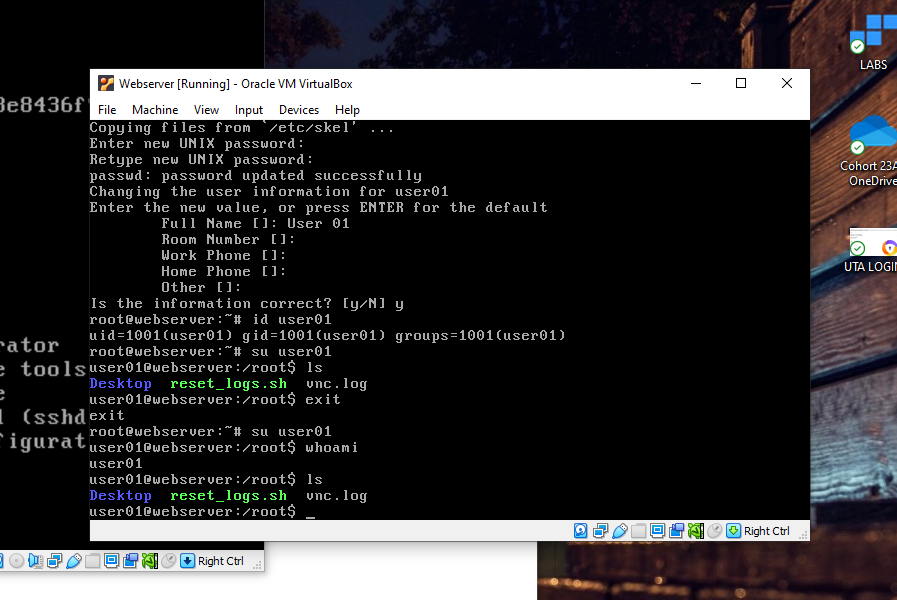 LABS
Cohort 23A
OneDrive
UTA LOGIN
Webserver [Running] - Oracle VM VirtualBox
File Machine View Input Devices Help
Copying files from `/etc/skel' ...
Enter new UNIX password:
Retype new UNIX password:
passwd: password updated successfully
Changing the user information for user01
Enter the new value, or press ENTER for the default
Full Name []: User 01
Room Number []:
Work Phone []:
Home Phone []:
Other []:
Is the information correct? [y/N] y
root@webserver:~# id user01
uid=1001(user01) gid=1001(user01) groups=1001(user01)
root@webserver:~# su user01
user01@webserver:/root$ ls
Desktop reset_logs.sh vnc.log
user01@webserver:/root$ exit
exit
root@webserver:~# su user01
user01@webserver:/root$ whoami
user01
user01@webserver:/root$ ls
Desktop reset_logs.sh vnc.log
user01@webserver:/root$ _
Right Ctrl
e8436f
rator
tools
(sshd
figurat
Right Ctrl